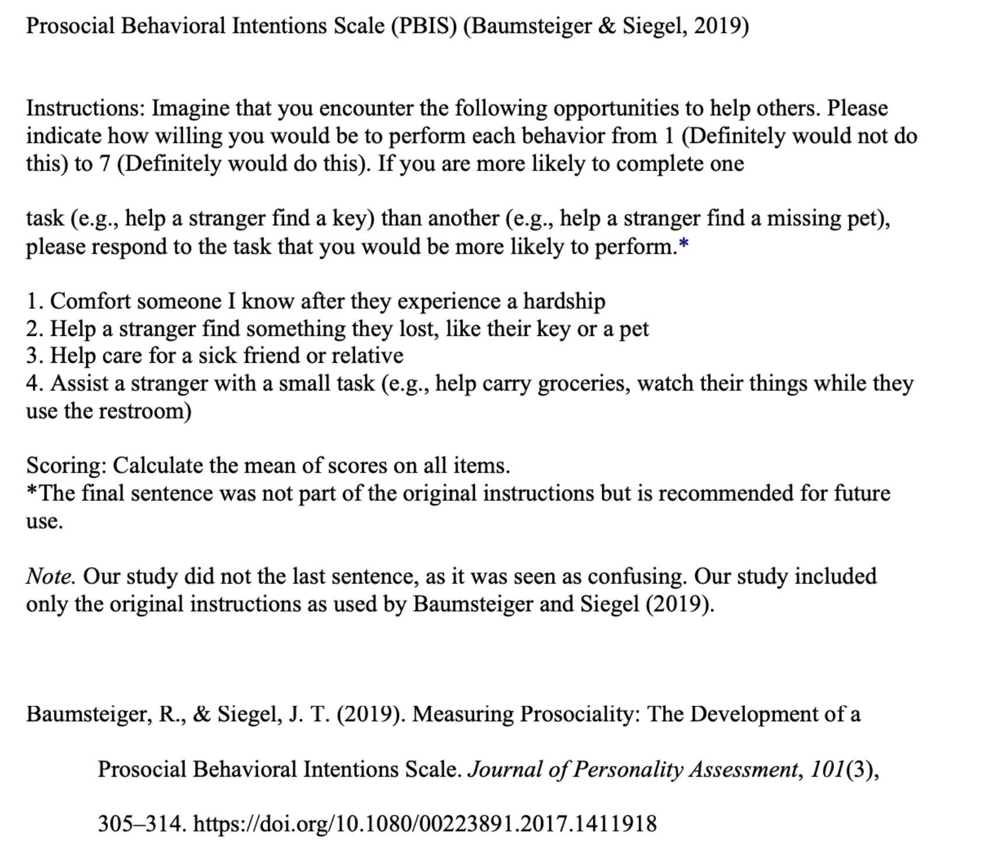 Prosocial Behavioral Intentions Scale (PBIS) (Baumsteiger & Siegel, 2019)
Instructions: Imagine that you encounter the following opportunities to help others. Please
indicate how willing you would be to perform each behavior from 1 (Definitely would not do
this) to 7 (Definitely would do this). If you are more likely to complete one
task (e.g., help a stranger find a key) than another (e.g., help a stranger find a missing pet),
please respond to the task that you would be more likely to perform.*
1. Comfort someone I know after they experience a hardship
2. Help a stranger find something they lost, like their key or a pet
3. Help care for a sick friend or relative
4. Assist a stranger with a small task (e.g., help carry groceries, watch their things while they
use the restroom)
Scoring: Calculate the mean of scores on all items.
*The final sentence was not part of the original instructions but is recommended for future
use.
Note. Our study did not the last sentence, as it was seen as confusing. Our study included
only the original instructions as used by Baumsteiger and Siegel (2019).
Baumsteiger, R., & Siegel, J. T. (2019). Measuring Prosociality: The Development of a
Prosocial Behavioral Intentions Scale. Journal of Personality Assessment, 101(3),
305–314. https://doi.org/10.1080/00223891.2017.1411918